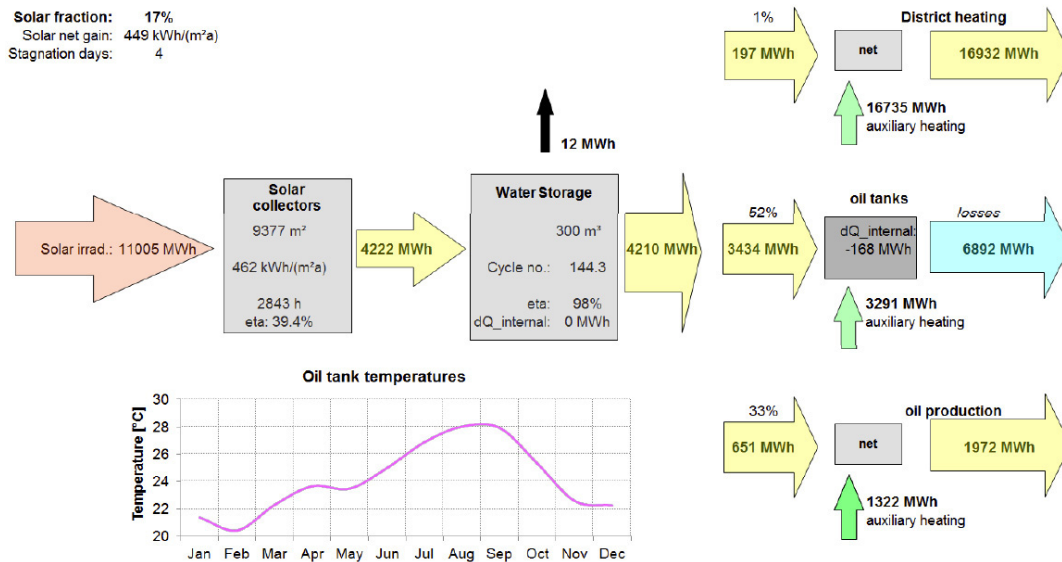 Solar fraction: 17%
Solar net gain: 449 kWh/(m²a)
Stagnation days: 4
1%
District heating
197 MWh
net
16932 MWh
16735 MWh
auxiliary heating
12 MWh
Solar irrad.: 11005 MWh
Solar
collectors
9377 m²
462 kWh/(m²a)
2843 h
eta: 39.4%
4222 MWh
Water Storage
300 m³
Cycle no.: 144.3
eta: 98%
dQ_internal: 0 MWh
4210 MWh
52%
oil tanks
losses
3434 MWh
dQ_internal:
-168 MWh
6892 MWh
3291 MWh
auxiliary heating
33%
oil production
651 MWh
net
1972 MWh
1322 MWh
auxiliary heating
Oil tank temperatures
Temperature [°C]
30
28
26
24
22
20
Jan Feb Mar Apr May Jun Jul Aug Sep Oct Nov Dec